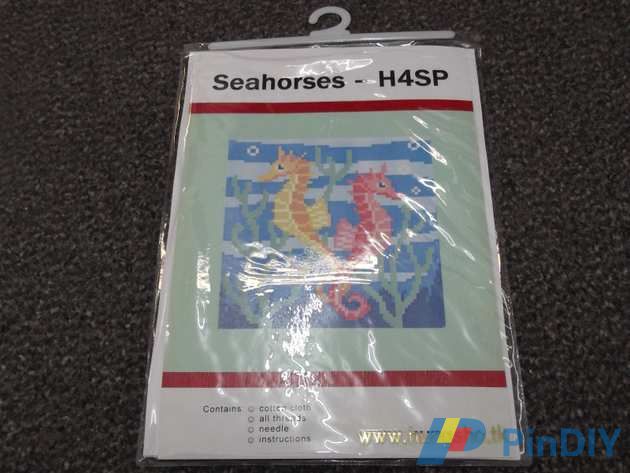 Seahorses - H4SP
Contains
○ cotton cloth
○ all threads
○ needle
○ instructions
PinDIY